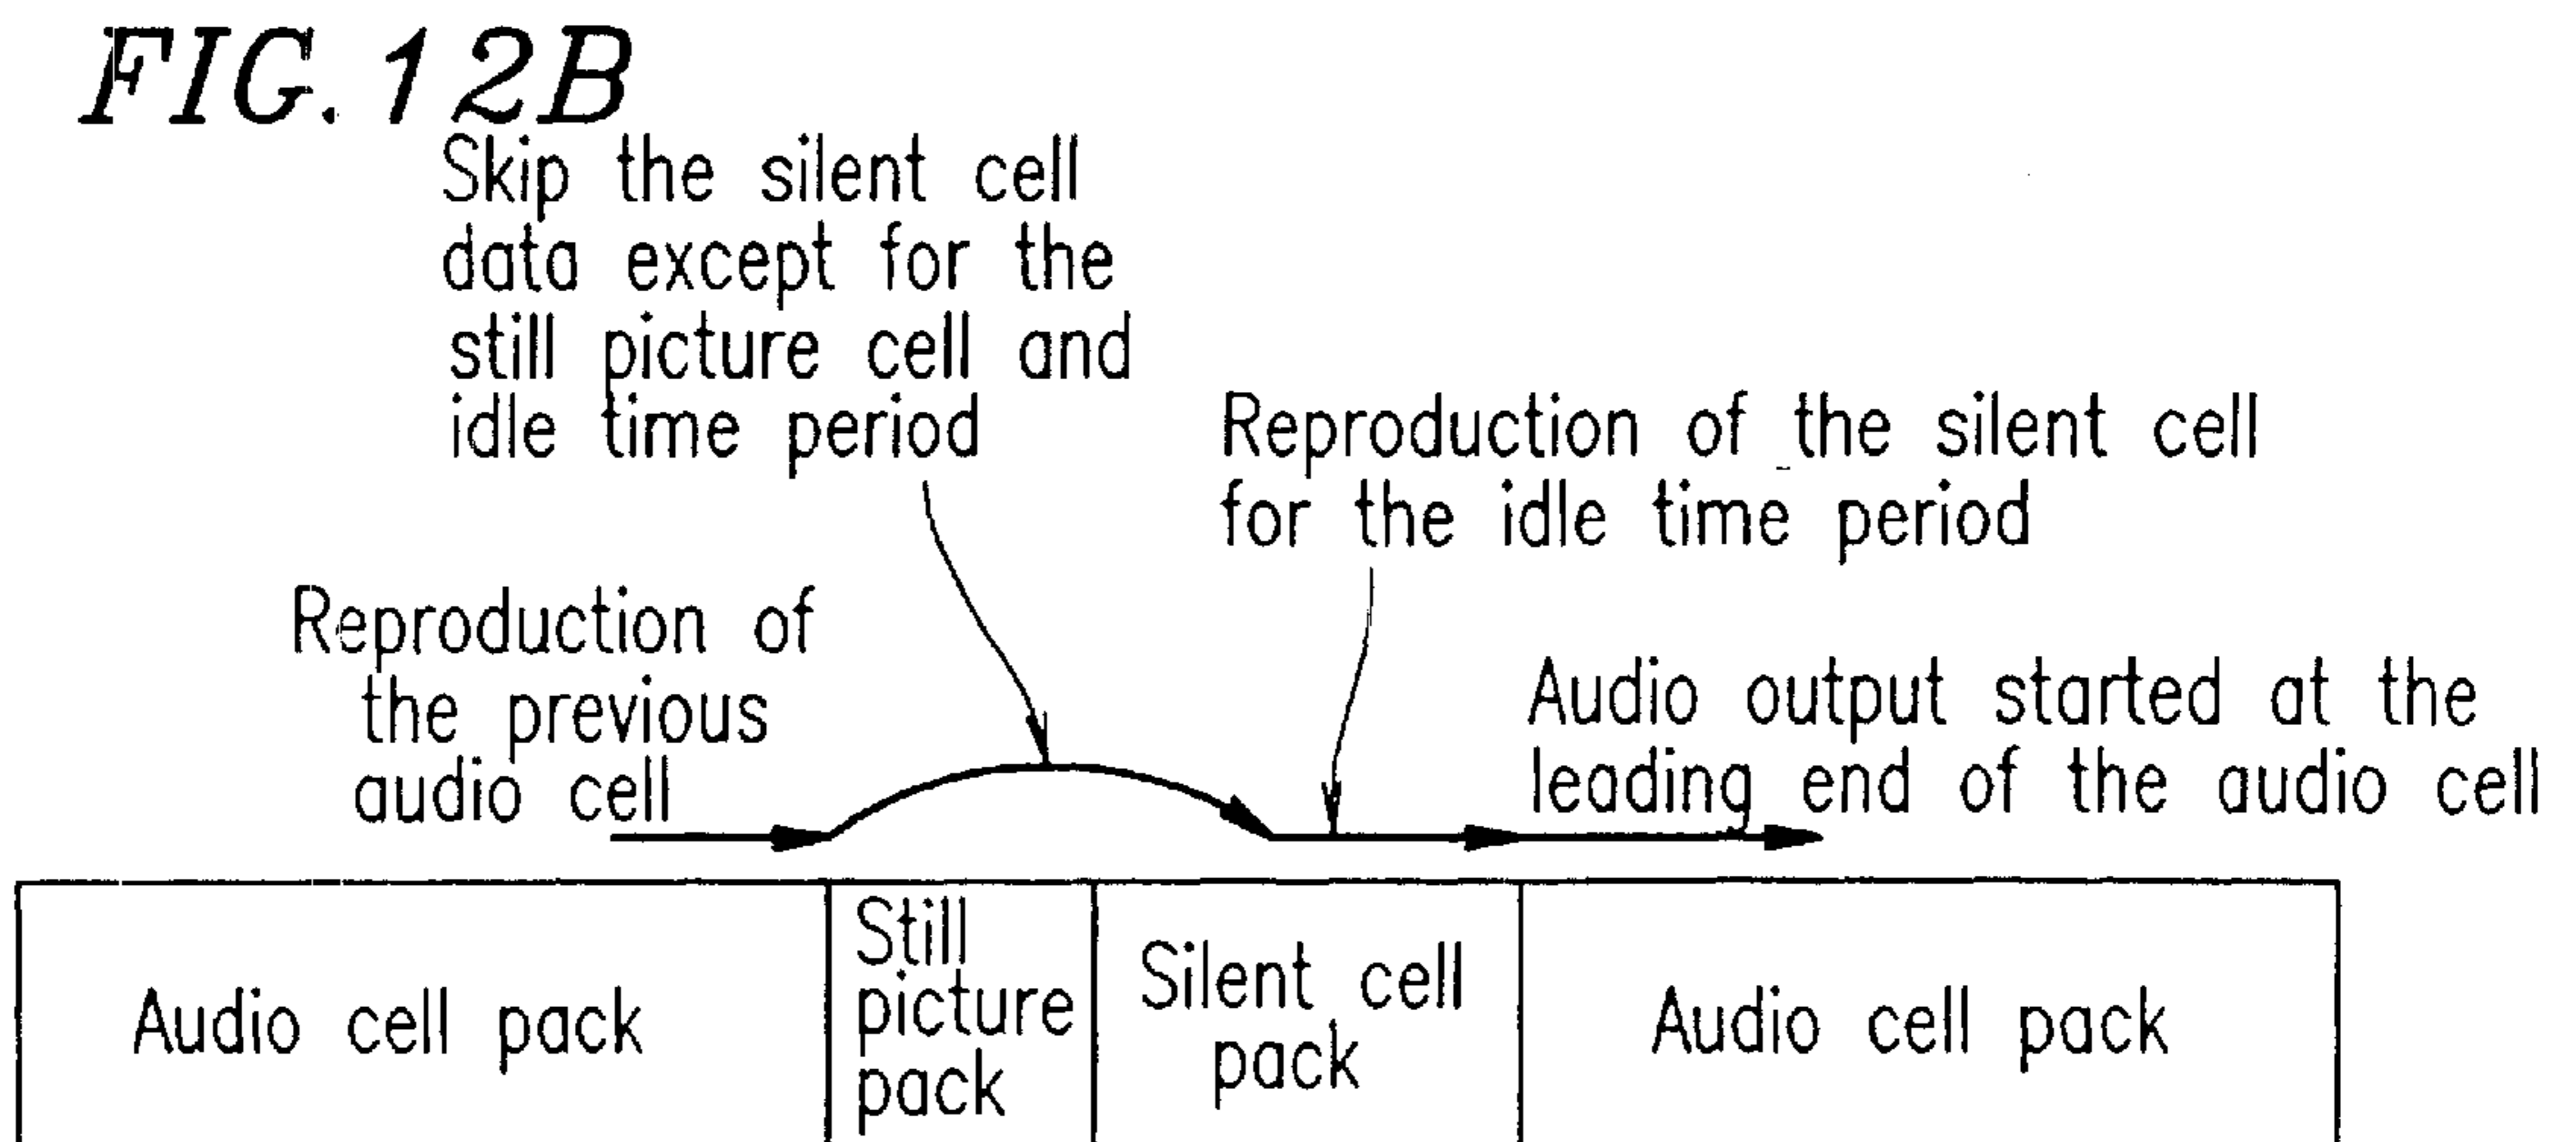 FIG. 12B
Skip the silent cell
data except for the
still picture cell and
idle time period
Reproduction of the silent cell
for the idle time period
Reproduction of
the previous
audio cell
Audio output started at the
leading end of the audio cell
Audio cell pack
Still
picture
pack
Silent cell
pack
Audio cell pack